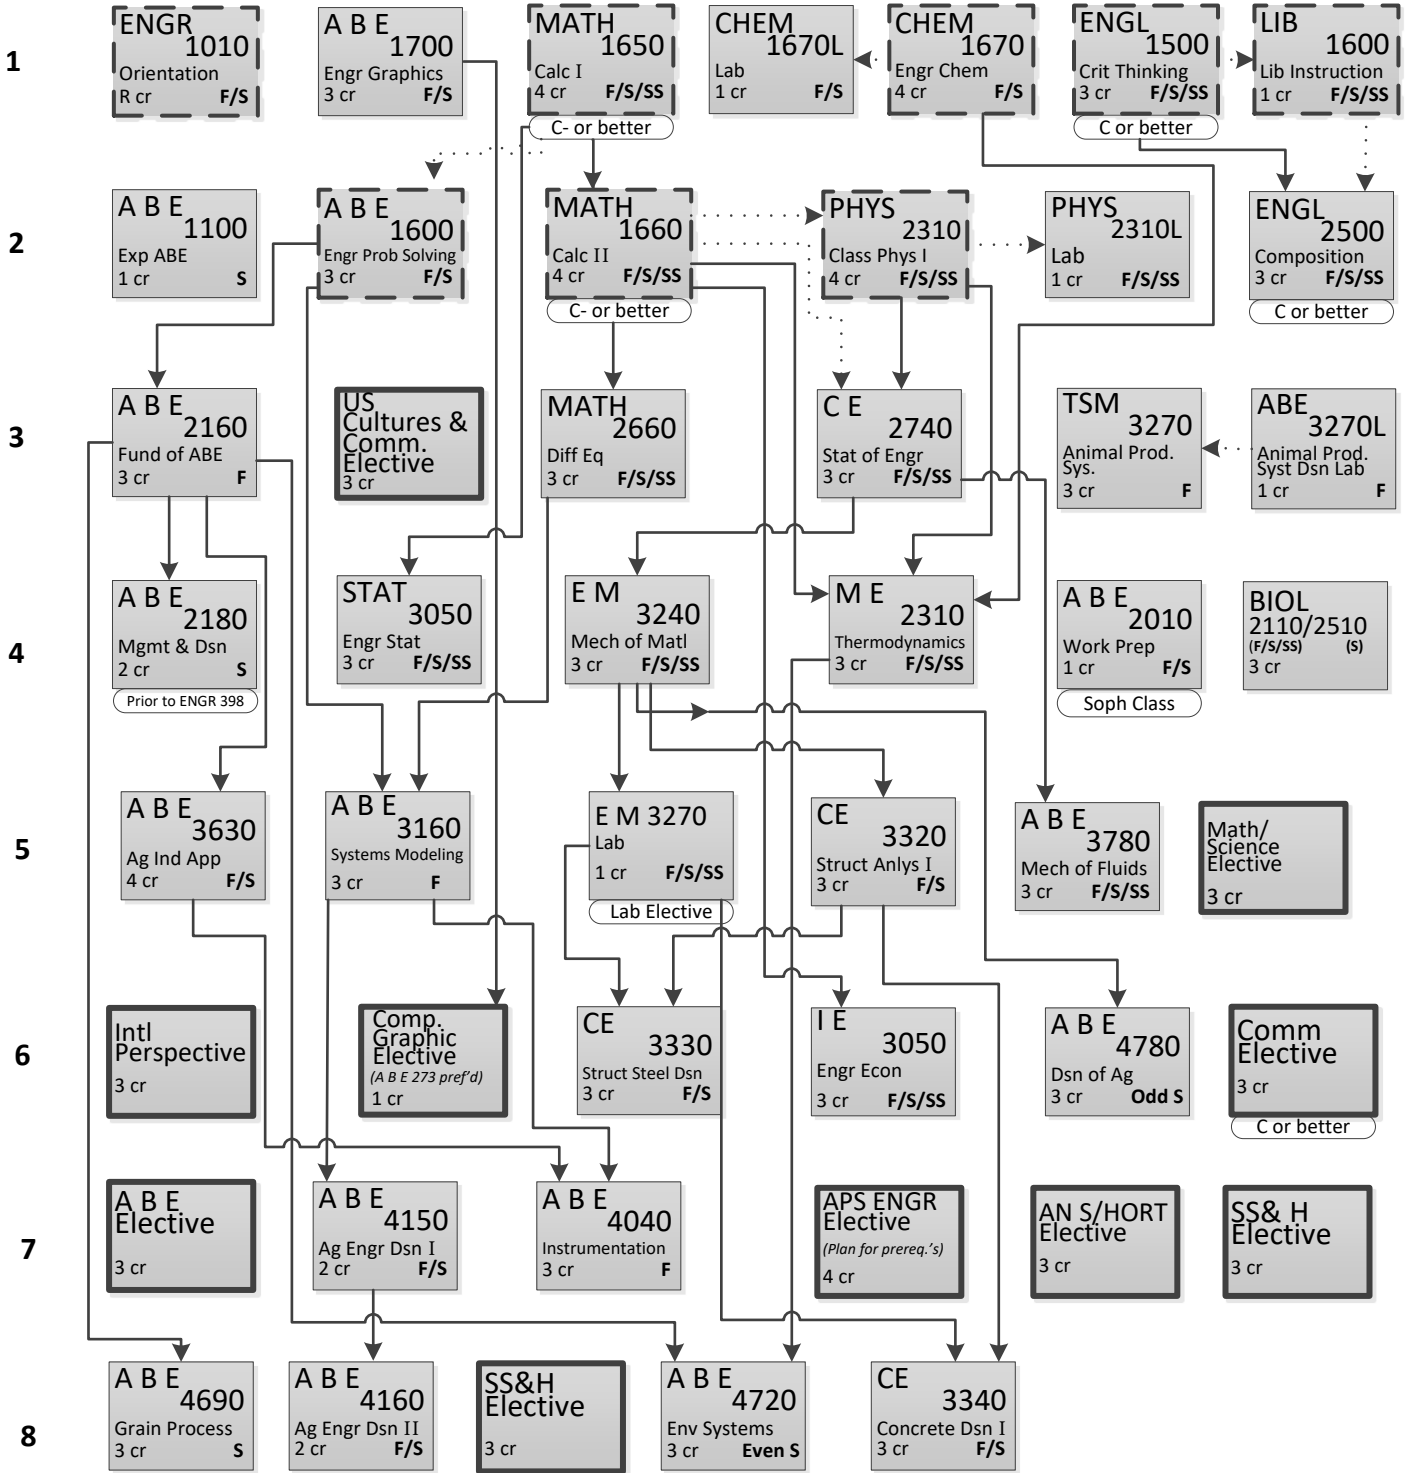 1
ENGR
1010
Orientation
R cr F/S
A B E
1700
Engr Graphics
3 cr F/S
MATH
1650
Calc I
4 cr F/S/SS
C- or better
CHEM
1670L
Lab
1 cr F/S
CHEM
1670
Engr Chem
4 cr F/S
ENGL
1500
Crit Thinking
3 cr F/S/SS
C or better
LIB
1600
Lib Instruction
1 cr F/S/SS
2
A B E
1100
Exp ABE
1 cr S
A B E
1600
Engr Prob Solving
3 cr F/S
MATH
1660
Calc II
4 cr F/S/SS
C- or better
PHYS
2310
Class Phys I
4 cr F/S/SS
PHYS
2310L
Lab
1 cr F/S/SS
ENGL
2500
Composition
3 cr F/S/SS
C or better
3
A B E
2160
Fund of ABE
3 cr F
US
Cultures &
Comm.
Elective
3 cr
MATH
2660
Diff Eq
3 cr F/S/SS
C E
2740
Stat of Engr
3 cr F/S/SS
TSM
3270
Animal Prod.
Sys.
3 cr F
ABE
3270L
Animal Prod.
Syst Dsn Lab
1 cr F
4
A B E
2180
Mgmt & Dsn
2 cr S
Prior to ENGR 398
STAT
3050
Engr Stat
3 cr F/S/SS
E M
3240
Mech of Matl
3 cr F/S/SS
M E
2310
Thermodynamics
3 cr F/S/SS
A B E
2010
Work Prep
1 cr F/S
Soph Class
BIOL
2110/2510
(F/S/SS) (S)
3 cr
5
A B E
3630
Ag Ind App
4 cr F/S
A B E
3160
Systems Modeling
3 cr F
E M 3270
Lab
1 cr F/S/SS
Lab Elective
CE
3320
Struct Anlys I
3 cr F/S
A B E
3780
Mech of Fluids
3 cr F/S/SS
Math/
Science
Elective
3 cr
6
Intl
Perspective
3 cr
Comp.
Graphic
Elective
(A B E 273 pref'd)
1 cr
CE
3330
Struct Steel Dsn
3 cr F/S
I E
3050
Engr Econ
3 cr F/S/SS
A B E
4780
Dsn of Ag
3 cr Odd S
Comm
Elective
3 cr
C or better
7
A B E
Elective
3 cr
A B E
4150
Ag Engr Dsn I
2 cr F/S
A B E
4040
Instrumentation
3 cr F
APS ENGR
Elective
(Plan for prereq.'s)
4 cr
AN S/HORT
Elective
3 cr
SS& H
Elective
3 cr
8
A B E
4690
Grain Process
3 cr S
A B E
4160
Ag Engr Dsn II
2 cr F/S
SS&H
Elective
3 cr
A B E
4720
Env Systems
3 cr Even S
CE
3340
Concrete Dsn I
3 cr F/S